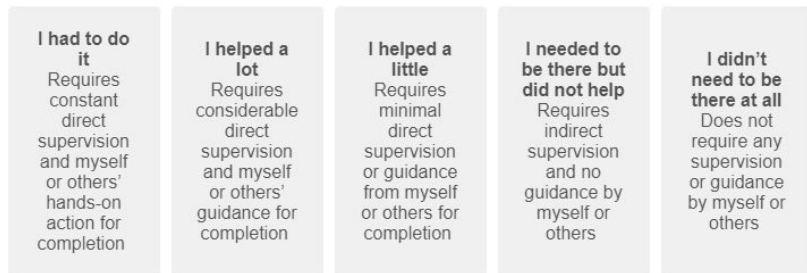 I had to do
it
Requires
constant
direct
supervision
and myself
or others’
hands-on
action for
completion
I helped a
lot
Requires
considerable
direct
supervision
and myself
or others’
guidance for
completion
I helped a
little
Requires
minimal
direct
supervision
or guidance
from myself
or others for
completion
I needed to
be there but
did not help
Requires
indirect
supervision
and no
guidance by
myself or
others
I didn’t
need to be
there at all
Does not
require any
supervision
or guidance
by myself or
others